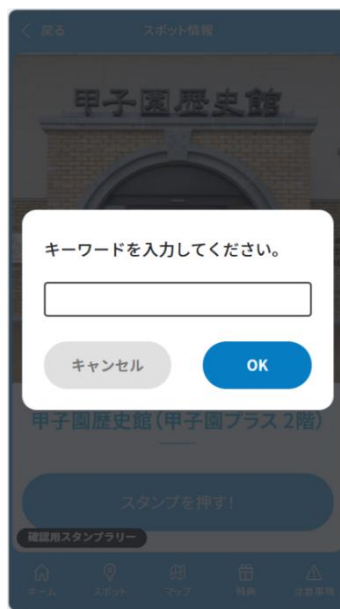 戻る
スポット情報
甲子園歴史館
キーワードを入力してください。
キャンセル
OK
甲子園歴史館(甲子園プラス 2階)
スタンプを押す!
確認用スタンプラリー
ホーム
スポット
マップ
特典
注意事項